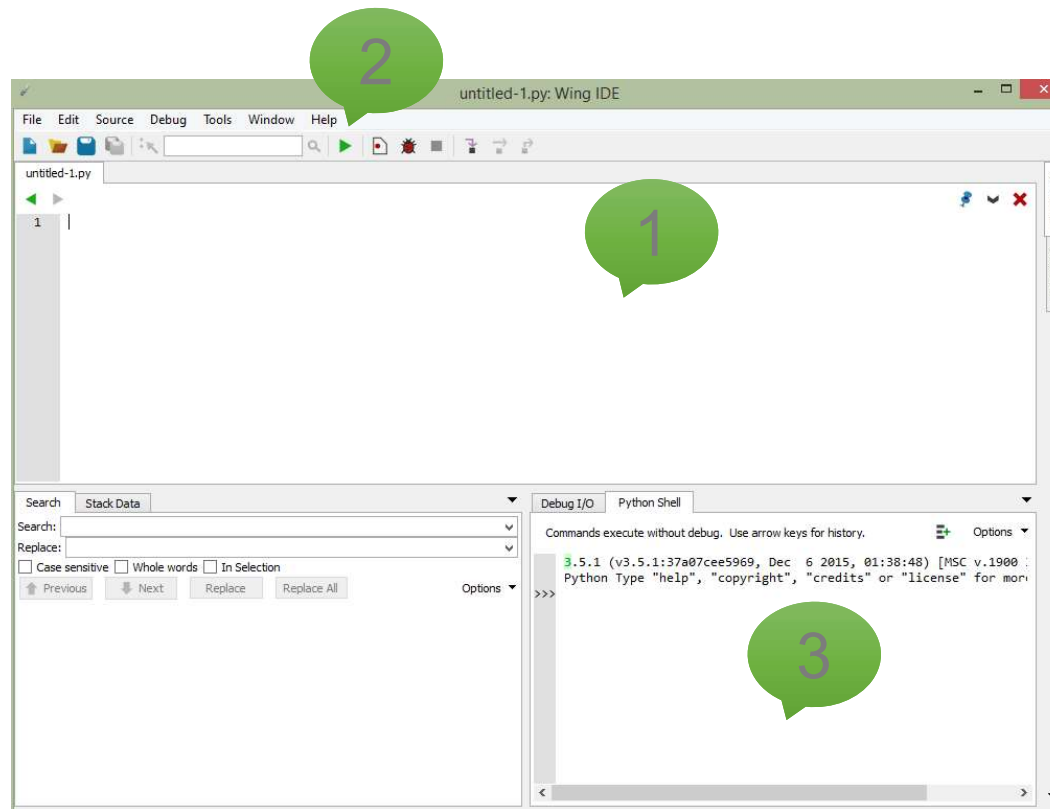 2
untitled-1.py: Wing IDE
File Edit Source Debug Tools Window Help
untitled-1.py
1
1
Search Stack Data
Search:
Replace:
Case sensitive Whole words In Selection
Previous Next Replace Replace All Options
Debug I/O Python Shell
Commands execute without debug. Use arrow keys for history. Options
3.5.1 (v3.5.1:37a07cee5969, Dec 6 2015, 01:38:48) [MSC v.1900
Python Type "help", "copyright", "credits" or "license" for more
>>>
3